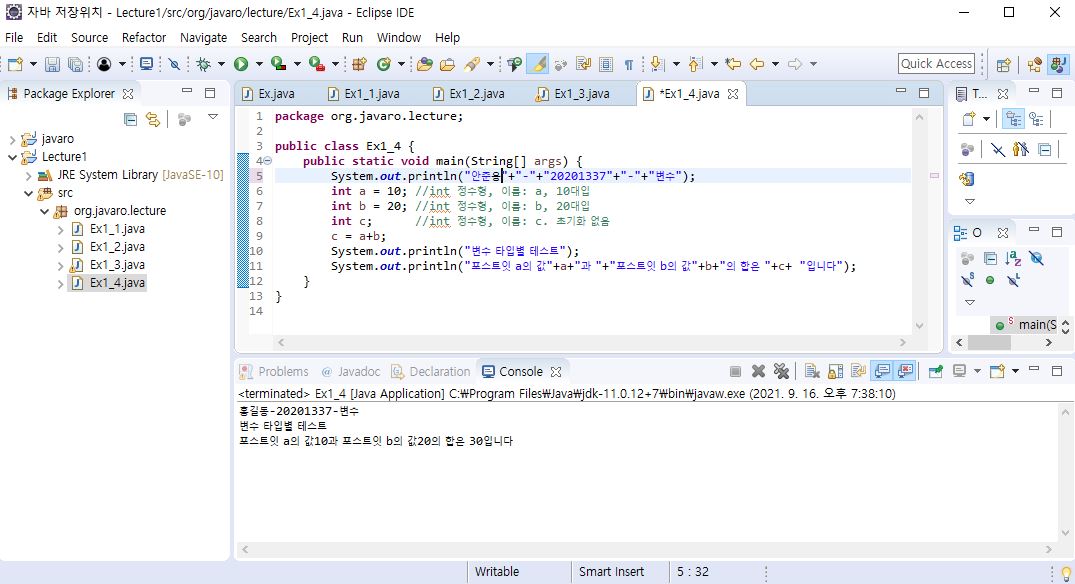 자바 저장위치 - Lecture1/src/org/javaro/lecture/Ex1_4.java - Eclipse IDE
File Edit Source Refactor Navigate Search Project Run Window Help
Quick Access
Package Explorer
javaro
Lecture1
JRE System Library [JavaSE-10]
src
org.javaro.lecture
Ex1_1.java
Ex1_2.java
Ex1_3.java
Ex1_4.java
Ex.java Ex1_1.java Ex1_2.java Ex1_3.java *Ex1_4.java
1 package org.javaro.lecture;
2
3 public class Ex1_4 {
4 public static void main(String[] args) {
5 System.out.println("안준용"+"-"+"20201337"+"-"+"변수");
6 int a = 10; //int 정수형, 이름: a, 10대입
7 int b = 20; //int 정수형, 이름: b, 20대입
8 int c; //int 정수형, 이름: c. 초기화 없음
9 c = a+b;
10 System.out.println("변수 타입별 테스트");
11 System.out.println("포스트잇 a의 값"+a+"과 "+"포스트잇 b의 값"+b+"의 합은 "+c+ "입니다");
12 }
13 }
14
T...
O
main(S
Problems Javadoc Declaration Console
<terminated> Ex1_4 [Java Application] C:₩Program Files₩Java₩jdk-11.0.12+7₩bin₩javaw.exe (2021. 9. 16. 오후 7:38:10)
홍길동-20201337-변수
변수 타입별 테스트
포스트잇 a의 값10과 포스트잇 b의 값20의 합은 30입니다
Writable Smart Insert 5 : 32